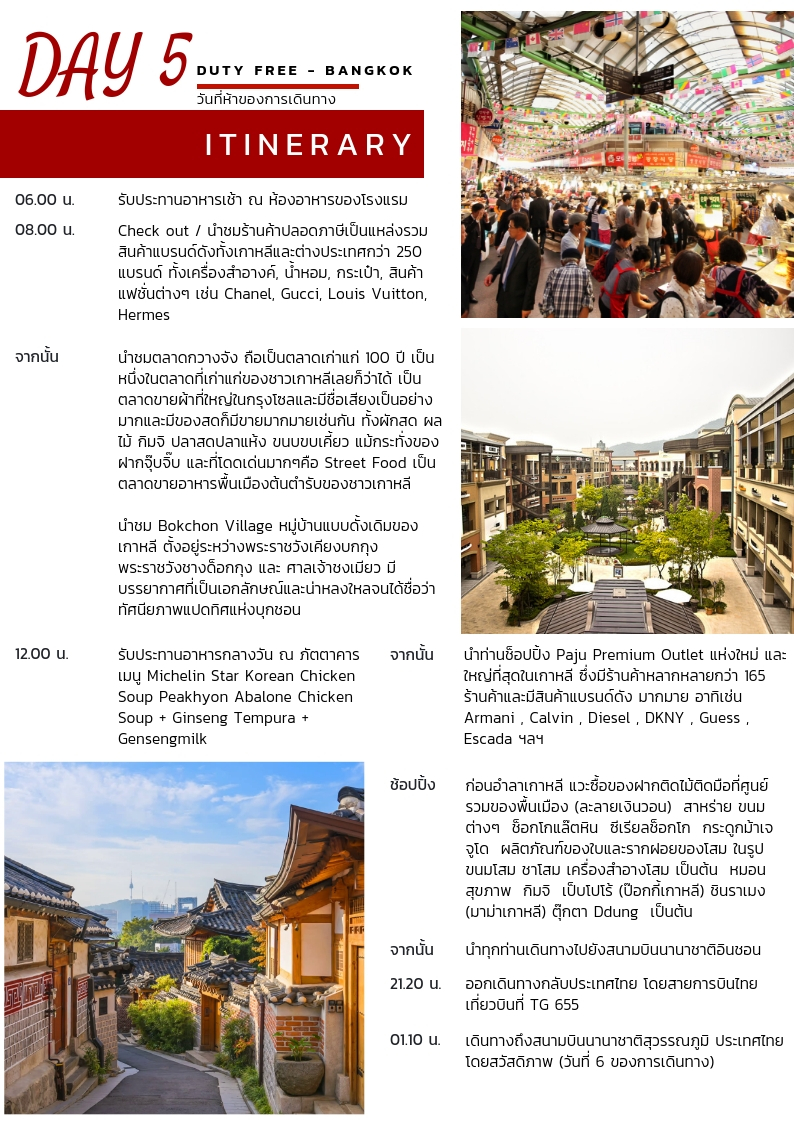 DAY 5
DUTY FREE - BANGKOK
วันที่ห้าของการเดินทาง
ITINERARY
06.00 น. รับประทานอาหารเช้า ณ ห้องอาหารของโรงแรม
08.00 น. Check out / นำชมร้านค้าปลอดภาษีเป็นแหล่งรวม
สินค้าแบรนด์ดังทั้งเกาหลีและต่างประเทศกว่า 250
แบรนด์ ทั้งเครื่องสำอางค์, น้ำหอม, กระเป๋า, สินค้า
แฟชั่นต่างๆ เช่น Chanel, Gucci, Louis Vuitton,
Hermes
จากนั้น นำชมตลาดกวางจัง ถือเป็นตลาดเก่าแก่ 100 ปี เป็น
หนึ่งในตลาดที่เก่าแก่ของชาวเกาหลีเลยก็ว่าได้ เป็น
ตลาดขายผ้าที่ใหญ่ในกรุงโซลและมีชื่อเสียงเป็นอย่าง
มากและมีของสดก็มีขายมากมายเช่นกัน ทั้งผักสด ผล
ไม้ กิมจิ ปลาสดปลาแห้ง ขนบขบเคี้ยว แม้กระทั่งของ
ฝากจุ๊บจิ๊บ และที่โดดเด่นมากๆคือ Street Food เป็น
ตลาดขายอาหารพื้นเมืองต้นตำรับของชาวเกาหลี
นำชม Bokchon Village หมู่บ้านแบบดั้งเดิมของ
เกาหลี ตั้งอยู่ระหว่างพระราชวังเคียงบกกุง
พระราชวังชางด็อกกุง และ ศาลเจ้าชงเมียว มี
บรรยากาศที่เป็นเอกลักษณ์และน่าหลงใหลจนได้ชื่อว่า
ทัศนียภาพแปดทิศแห่งบุกชอน
12.00 น. รับประทานอาหารกลางวัน ณ ภัตตาคาร
เมนู Michelin Star Korean Chicken
Soup Peakhyon Abalone Chicken
Soup + Ginseng Tempura +
Gensengmilk
จากนั้น นำท่านช็อปปิ้ง Paju Premium Outlet แห่งใหม่ และ
ใหญ่ที่สุดในเกาหลี ซึ่งมีร้านค้าหลากหลายกว่า 165
ร้านค้าและมีสินค้าแบรนด์ดัง มากมาย อาทิเช่น
Armani , Calvin , Diesel , DKNY , Guess ,
Escada ฯลฯ
ช้อปปิ้ง ก่อนอำลาเกาหลี แวะซื้อของฝากติดไม้ติดมือที่ศูนย์
รวมของพื้นเมือง (ละลายเงินวอน) สาหร่าย ขนม
ต่างๆ ช็อกโกแล๊ตหิน ซีเรียลช็อกโก กระดูกม้าเจ
จูโด ผลิตภัณฑ์ของใบและรากฝอยของโสม ในรูป
ขนมโสม ชาโสม เครื่องสำอางโสม เป็นต้น หมอน
สุขภาพ กิมจิ เป็บโปโร้ (ป๊อกกี้เกาหลี) ชินราเมง
(มาม่าเกาหลี) ตุ๊กตา Ddung เป็นต้น
จากนั้น นำทุกท่านเดินทางไปยังสนามบินนานาชาติอินชอน
21.20 น. ออกเดินทางกลับประเทศไทย โดยสายการบินไทย
เที่ยวบินที่ TG 655
01.10 น. เดินทางถึงสนามบินนานาชาติสุวรรณภูมิ ประเทศไทย
โดยสวัสดิภาพ (วันที่ 6 ของการเดินทาง)